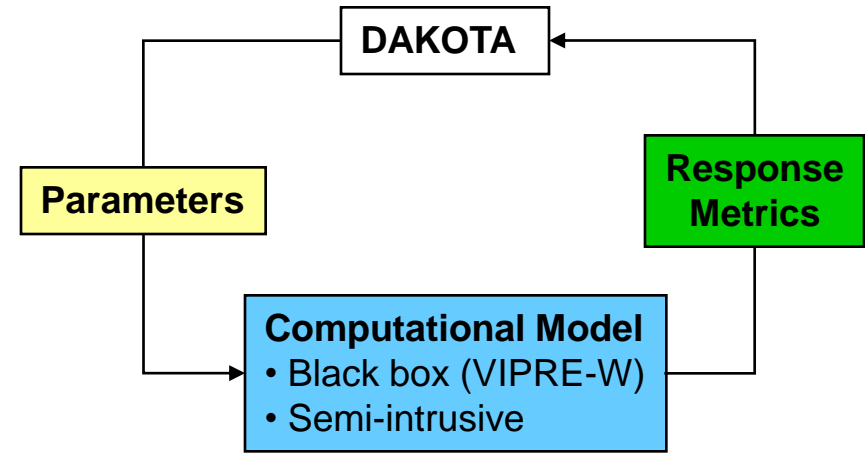 DAKOTA
Parameters
Response
Metrics
Computational Model
• Black box (VIPRE-W)
• Semi-intrusive